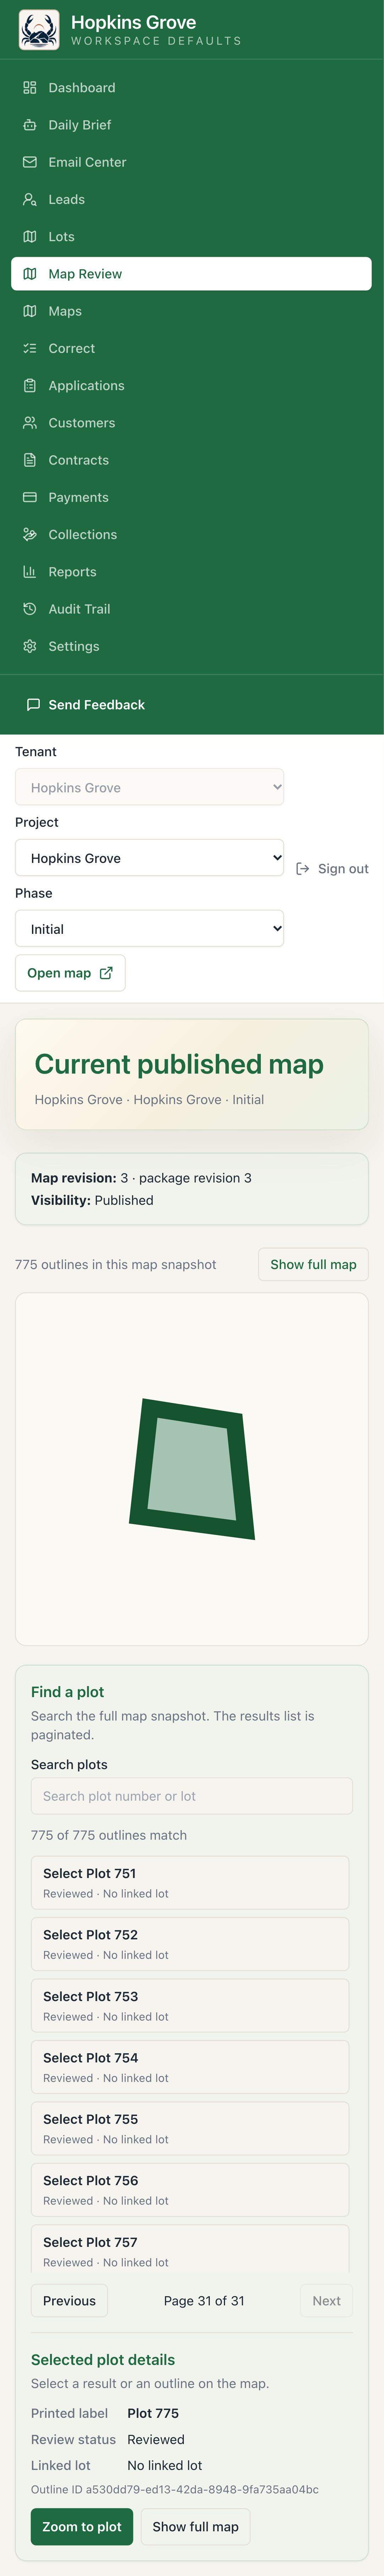 Hopkins Grove
WORKSPACE DEFAULTS
Dashboard
Daily Brief
Email Center
Leads
Lots
Map Review
Maps
Correct
Applications
Customers
Contracts
Payments
Collections
Reports
Audit Trail
Settings
Send Feedback
Tenant
Hopkins Grove
Project
Hopkins Grove
Sign out
Phase
Initial
Open map
Current published map
Hopkins Grove · Hopkins Grove · Initial
Map revision: 3 · package revision 3
Visibility: Published
775 outlines in this map snapshot
Show full map
Find a plot
Search the full map snapshot. The results list is
paginated.
Search plots
Search plot number or lot
775 of 775 outlines match
Select Plot 751
Reviewed · No linked lot
Select Plot 752
Reviewed · No linked lot
Select Plot 753
Reviewed · No linked lot
Select Plot 754
Reviewed · No linked lot
Select Plot 755
Reviewed · No linked lot
Select Plot 756
Reviewed · No linked lot
Select Plot 757
Reviewed · No linked lot
Previous
Page 31 of 31
Next
Selected plot details
Select a result or an outline on the map.
Printed label Plot 775
Review status Reviewed
Linked lot No linked lot
Outline ID a530dd79-ed13-42da-8948-9fa735aa04bc
Zoom to plot
Show full map